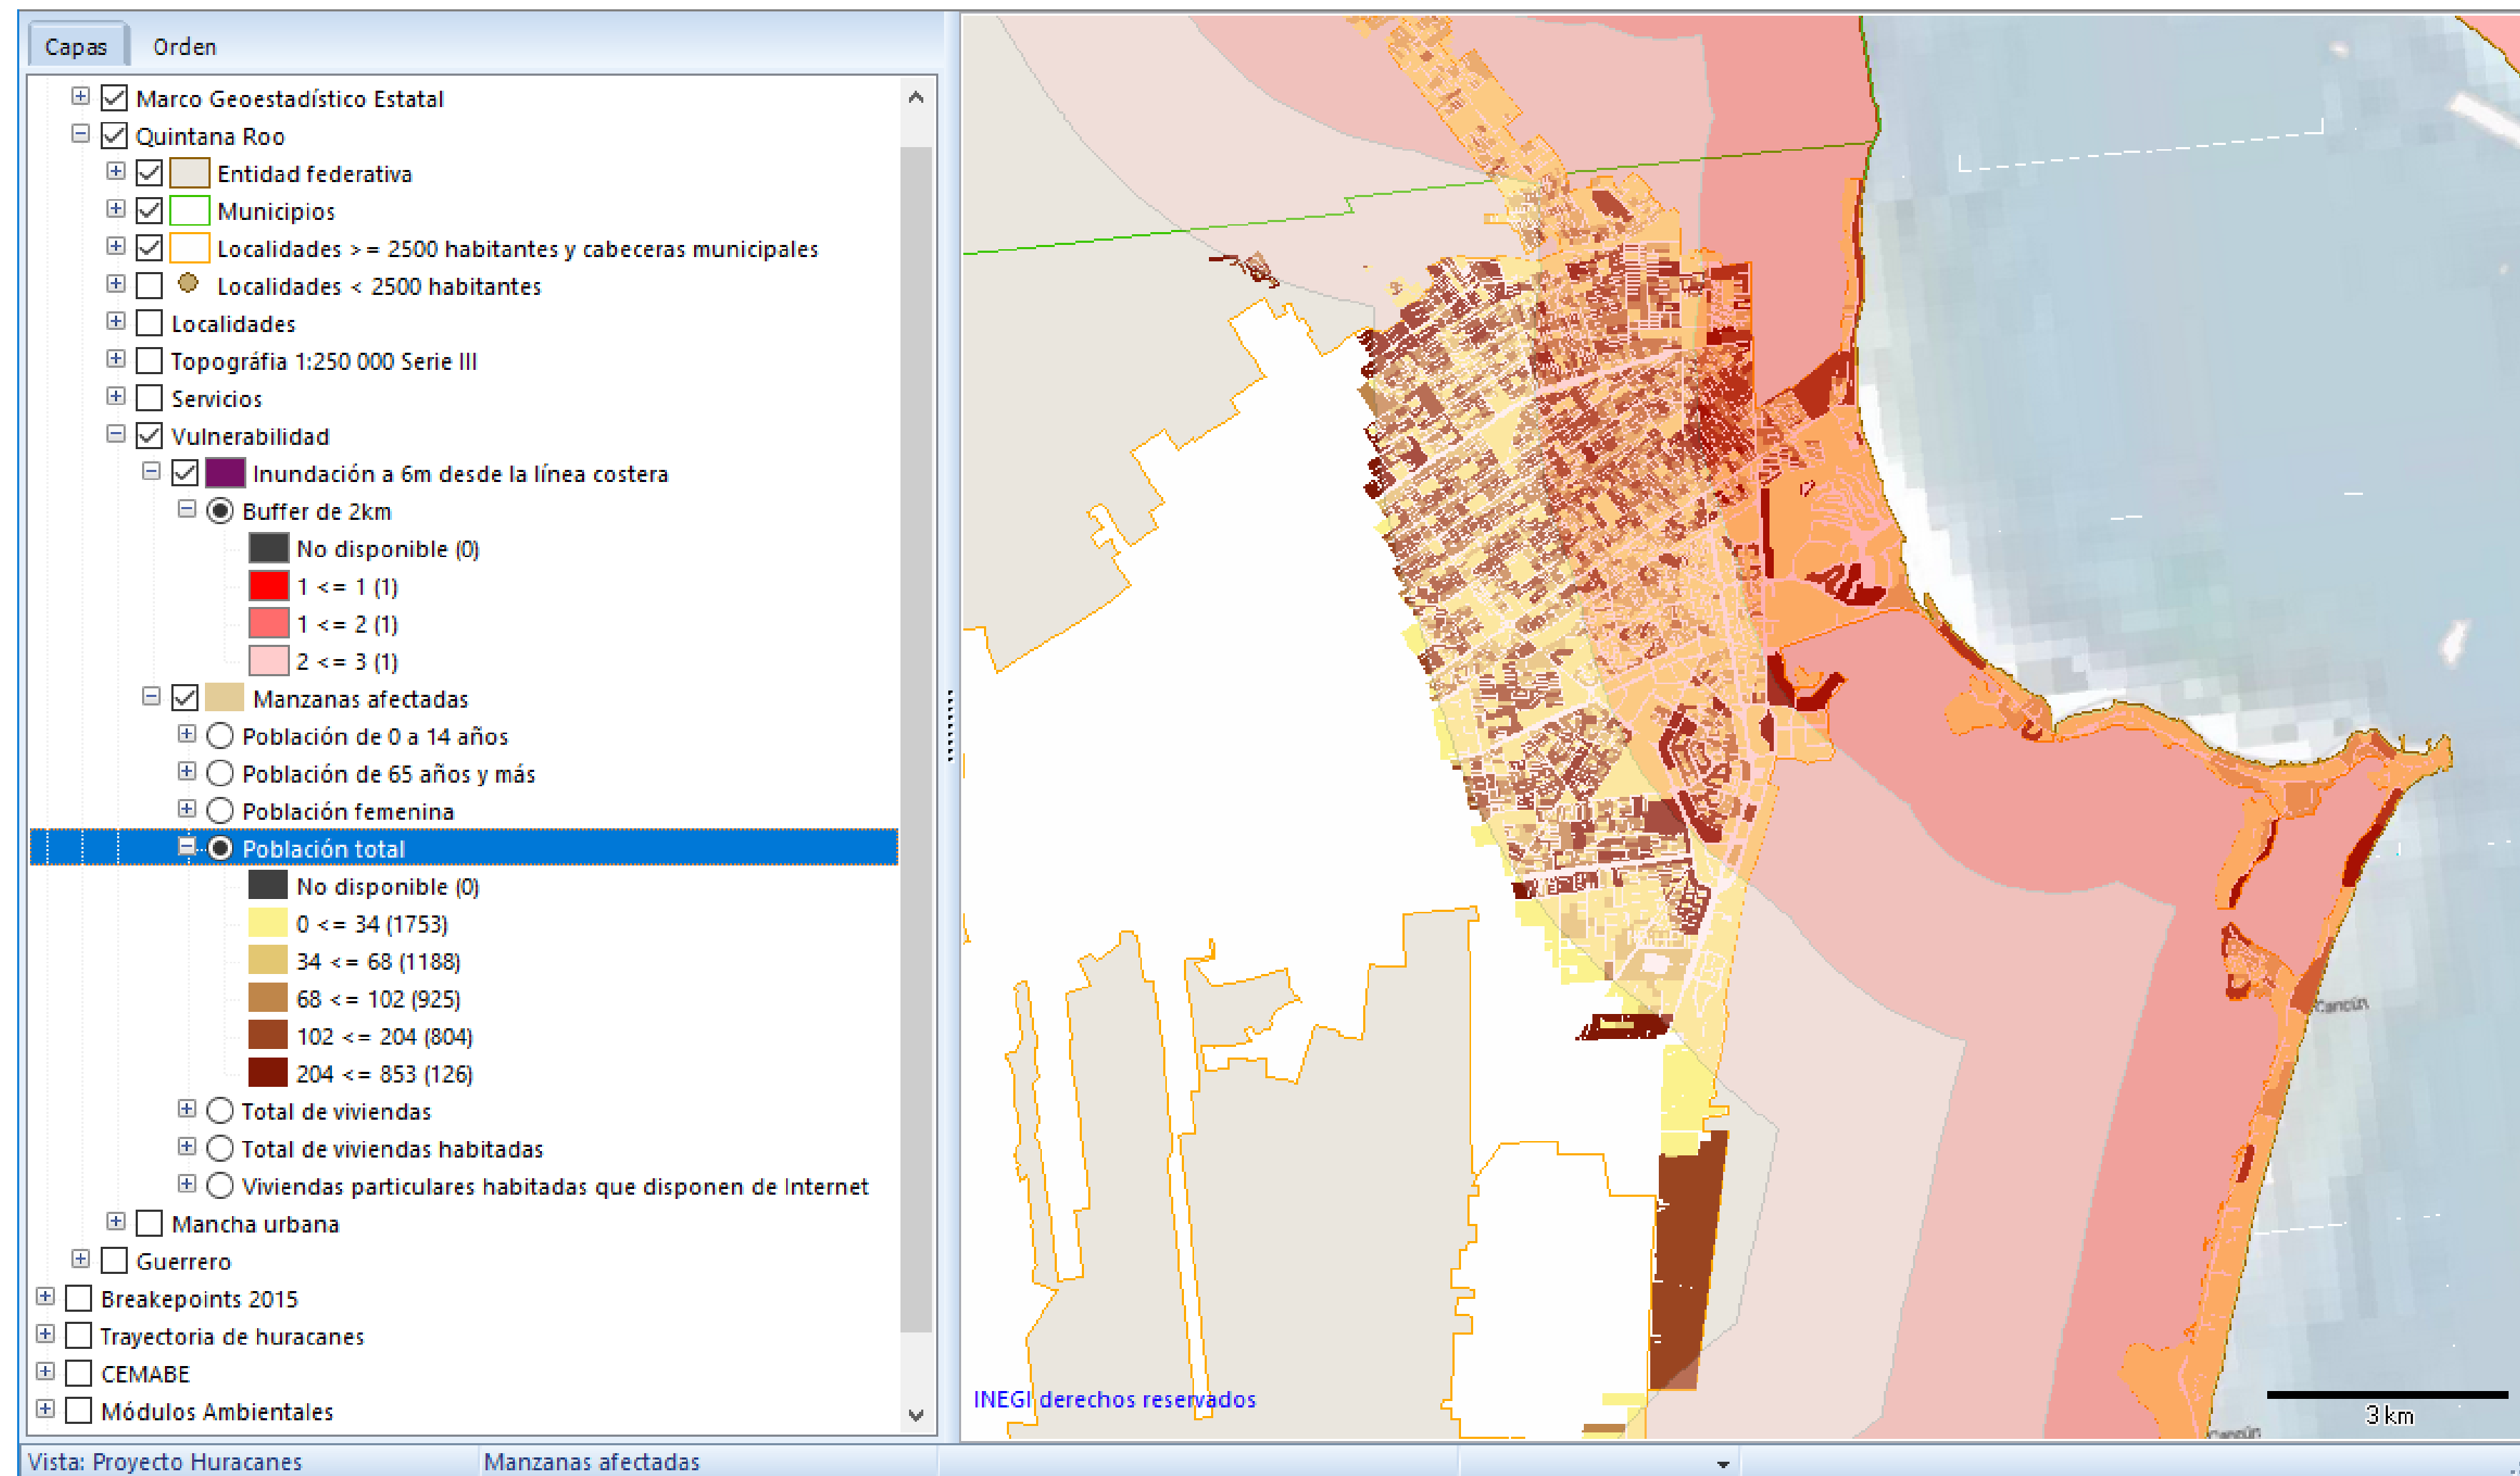 Capas Orden
Marco Geoestadístico Estatal
Quintana Roo
Entidad federativa
Municipios
Localidades > = 2500 habitantes y cabeceras municipales
Localidades < 2500 habitantes
Localidades
Topográfia 1:250 000 Serie III
Servicios
Vulnerabilidad
Inundación a 6m desde la línea costera
Buffer de 2km
No disponible (0)
1 < = 1 (1)
1 < = 2 (1)
2 < = 3 (1)
Manzanas afectadas
Población de 0 a 14 años
Población de 65 años y más
Población femenina
Población total
No disponible (0)
0 < = 34 (1753)
34 < = 68 (1188)
68 < = 102 (925)
102 < = 204 (804)
204 < = 853 (126)
Total de viviendas
Total de viviendas habitadas
Viviendas particulares habitadas que disponen de Internet
Mancha urbana
Guerrero
Breakepoints 2015
Trayectoria de huracanes
CEMABE
Módulos Ambientales
Vista: Proyecto Huracanes Manzanas afectadas
Cancún
INEGI derechos reservados
3 km
Cancún